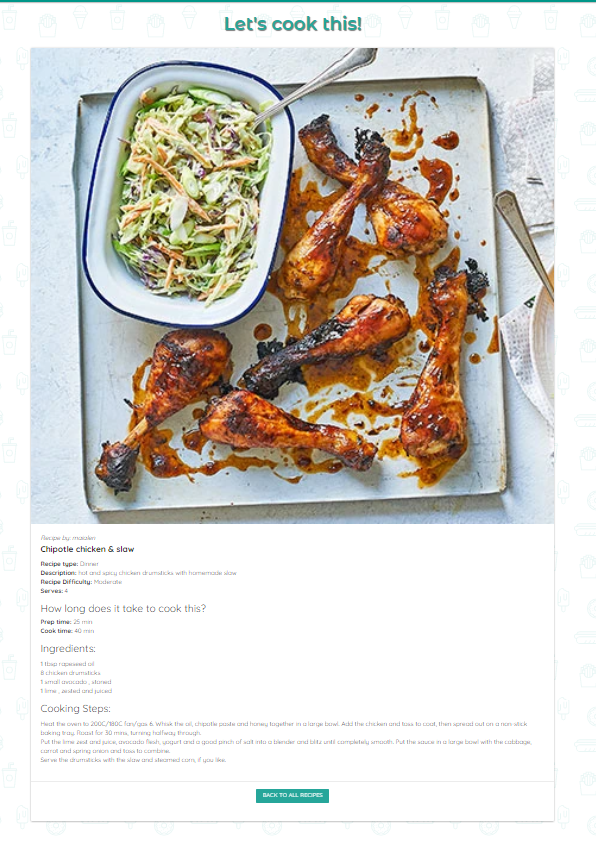 Let's cook this!
Recipe by: maralen
Chipotle chicken & slaw
Recipe type: Dinner
Description: hot and spicy chicken drumsticks with homemade slaw
Recipe Difficulty: Moderate
Serves: 4
How long does it take to cook this?
Prep time: 25 min
Cook time: 40 min
Ingredients:
1 tbsp rapeseed oil
8 chicken drumsticks
1 small avocado , stoned
1 lime , zested and juiced
Cooking Steps:
Heat the oven to 200C/180C fan/gas 6. Whisk the oil, chipotle paste and honey together in a large bowl. Add the chicken and toss to coat, then spread out on a non-stick
baking tray. Roast for 30 mins, turning halfway through.
Put the lime zest and juice, avocado flesh, yogurt and a good pinch of salt into a blender and blitz until completely smooth. Put the sauce in a large bowl with the cabbage,
carrot and spring onion and toss to combine.
Serve the drumsticks with the slaw and steamed corn, if you like.
BACK TO ALL RECIPES